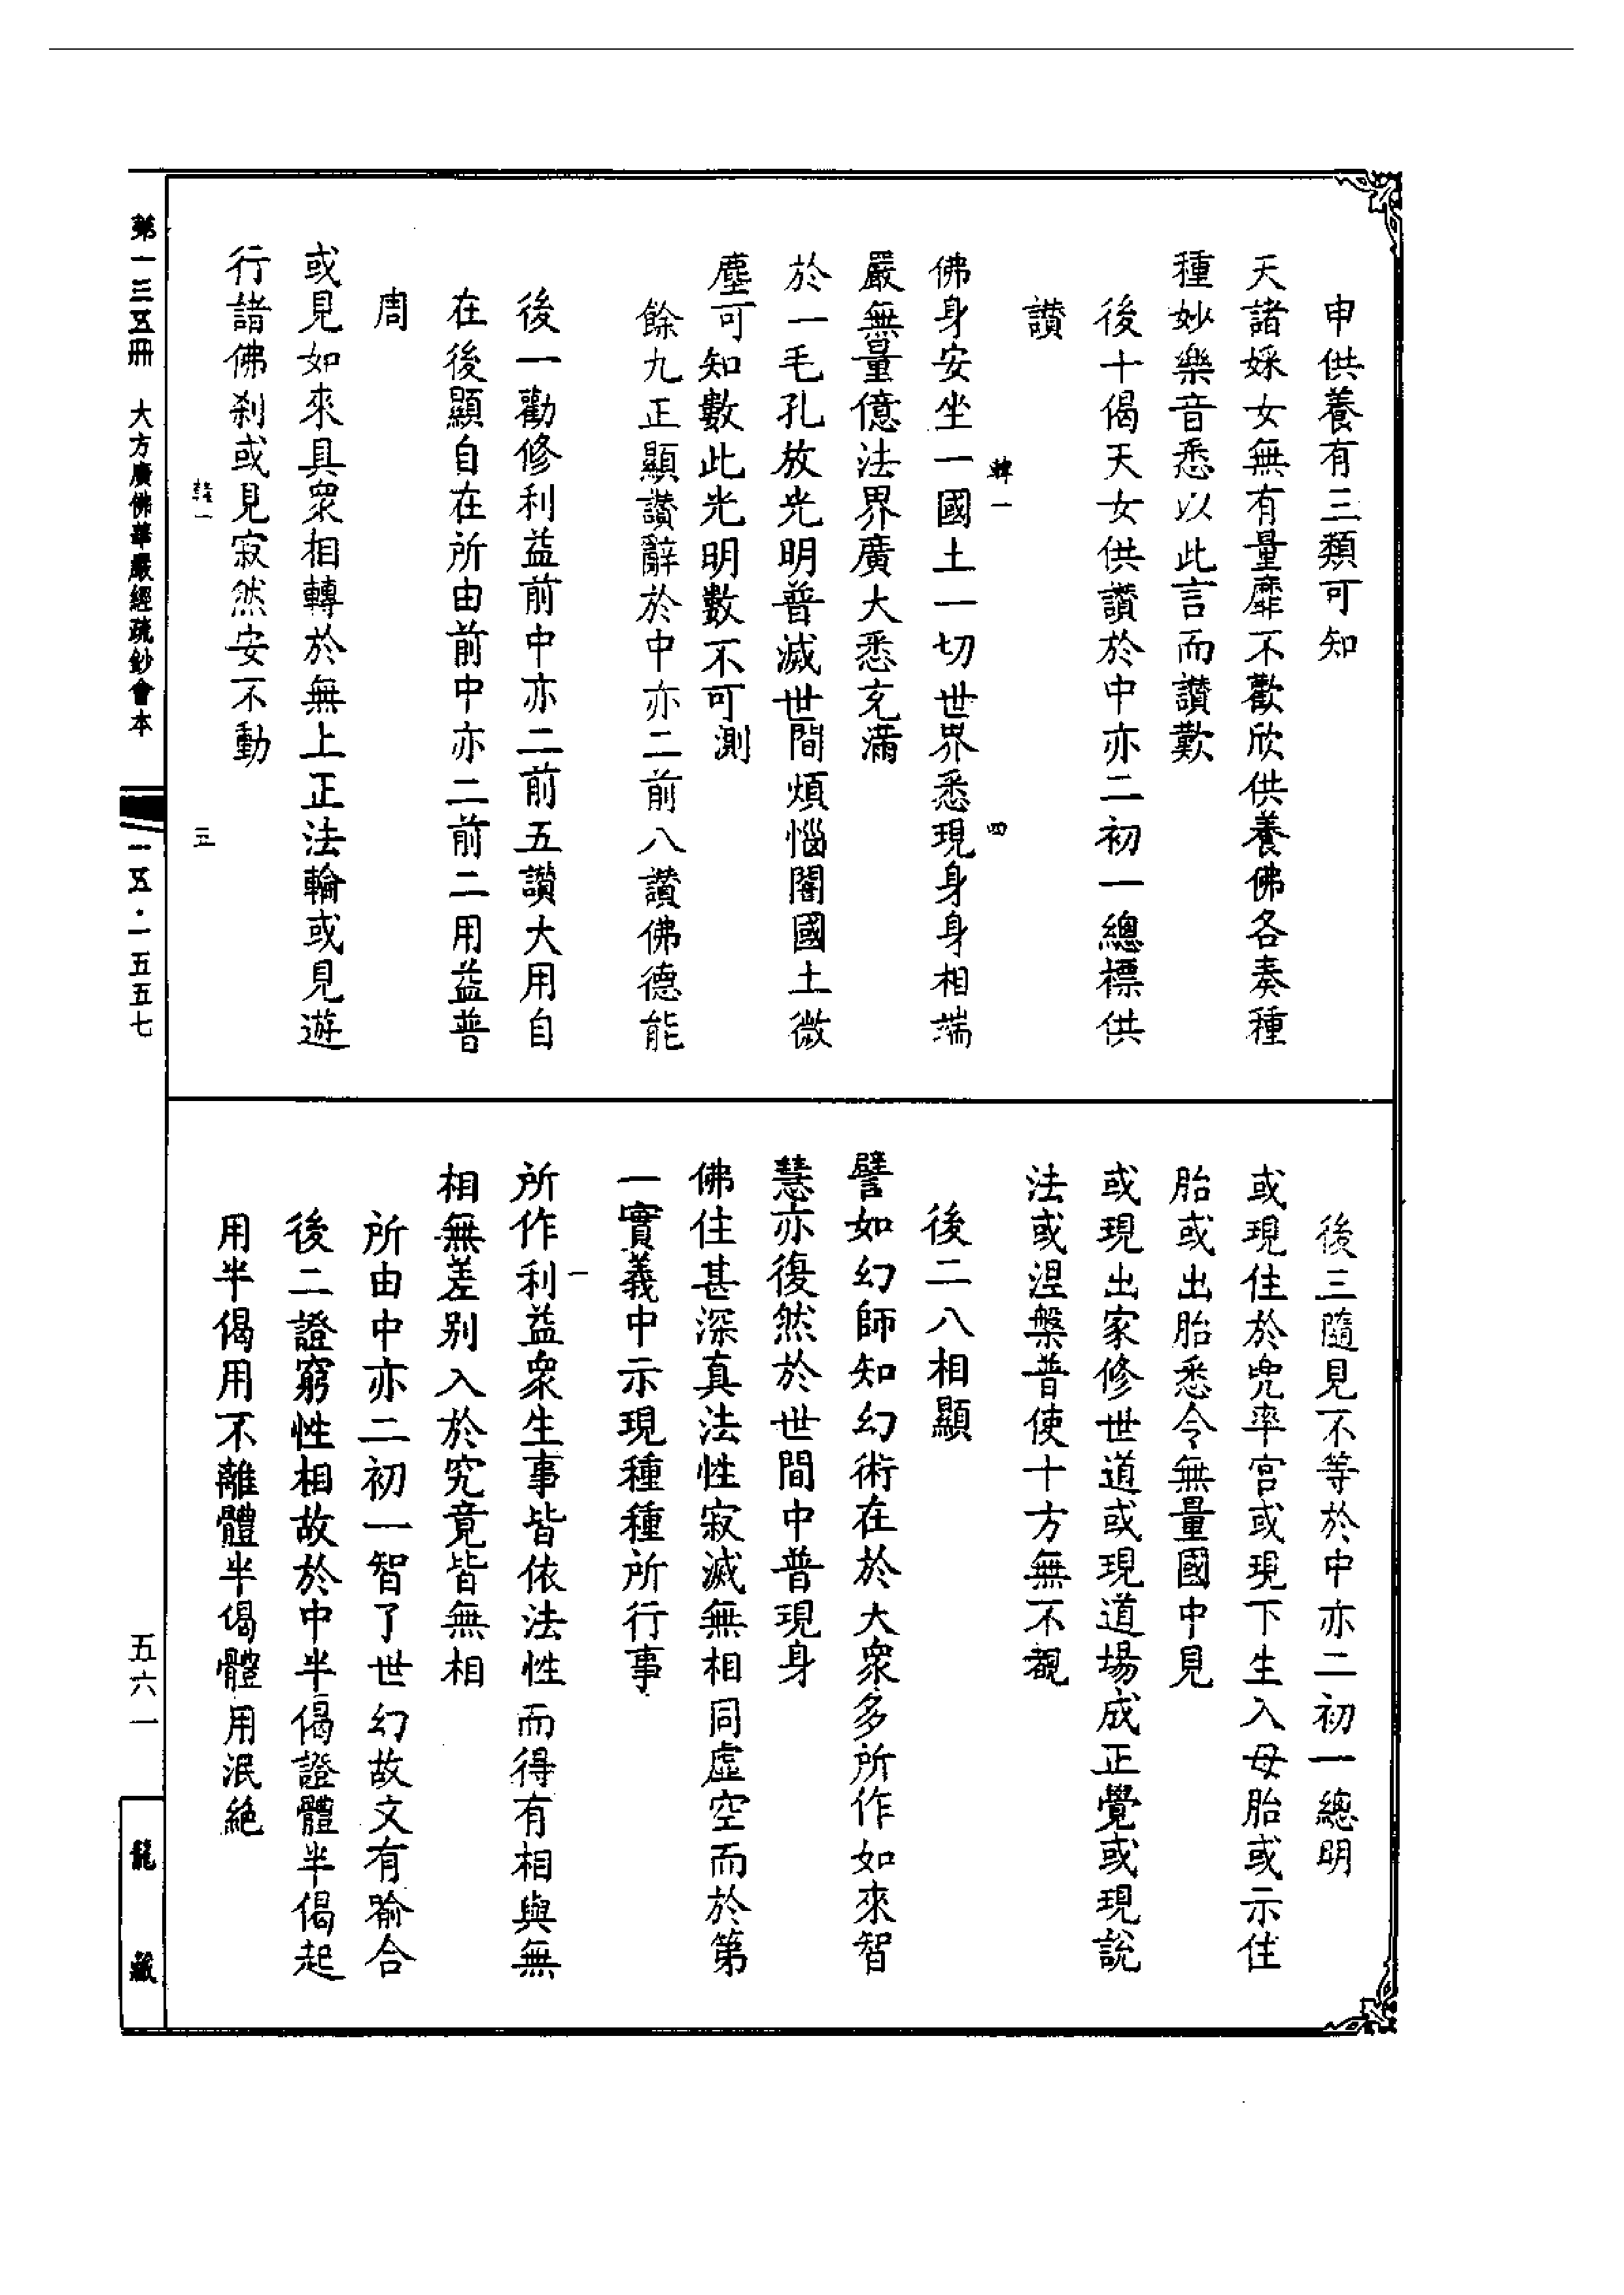 申供養有三類可知
天諸婇女無有量靡不歡欣供養佛各奏種
種妙樂音悉以此言而讚歎
後十偈天女供讚於中亦二初一總標供
讚
韓一 四
佛身安坐一國土一切世界悉現身身相端
嚴無量億法界廣大悉充滿
於一毛孔放光明普滅世間煩惱闇國土微
塵可知數此光明數不可測
餘九正顯讚辭於中亦二前八讚佛德能
後一勸修利益前中亦二前五讚大用自
在後顯自在所由前中亦二前二用益普
周
或見如來具眾相轉於無上正法輪或見遊
行諸佛剎或見寂然安不動
韓一 五
後三隨見不等於中亦二初一總明
或現住於兜率宮或現下生入母胎或示住
胎或出胎悉令無量國中見
或現出家修世道或現道場成正覺或現說
法或涅槃普使十方無不覩
後二八相顯
譬如幻師知幻術在於大眾多所作如來智
慧亦復然於世間中普現身
佛住甚深真法性寂滅無相同虛空而於第
一實義中示現種種所行事
所作利益眾生事皆依法性而得有相與無
相無差別入於究竟皆無相
所由中亦二初一智了世幻故文有喻合
後二證窮性相故於中半偈證體半偈起
用半偈用不離體半偈體用泯絕
第一三五冊 大方廣佛華嚴經疏鈔會本
一五五·一五五七
五六一
龍藏